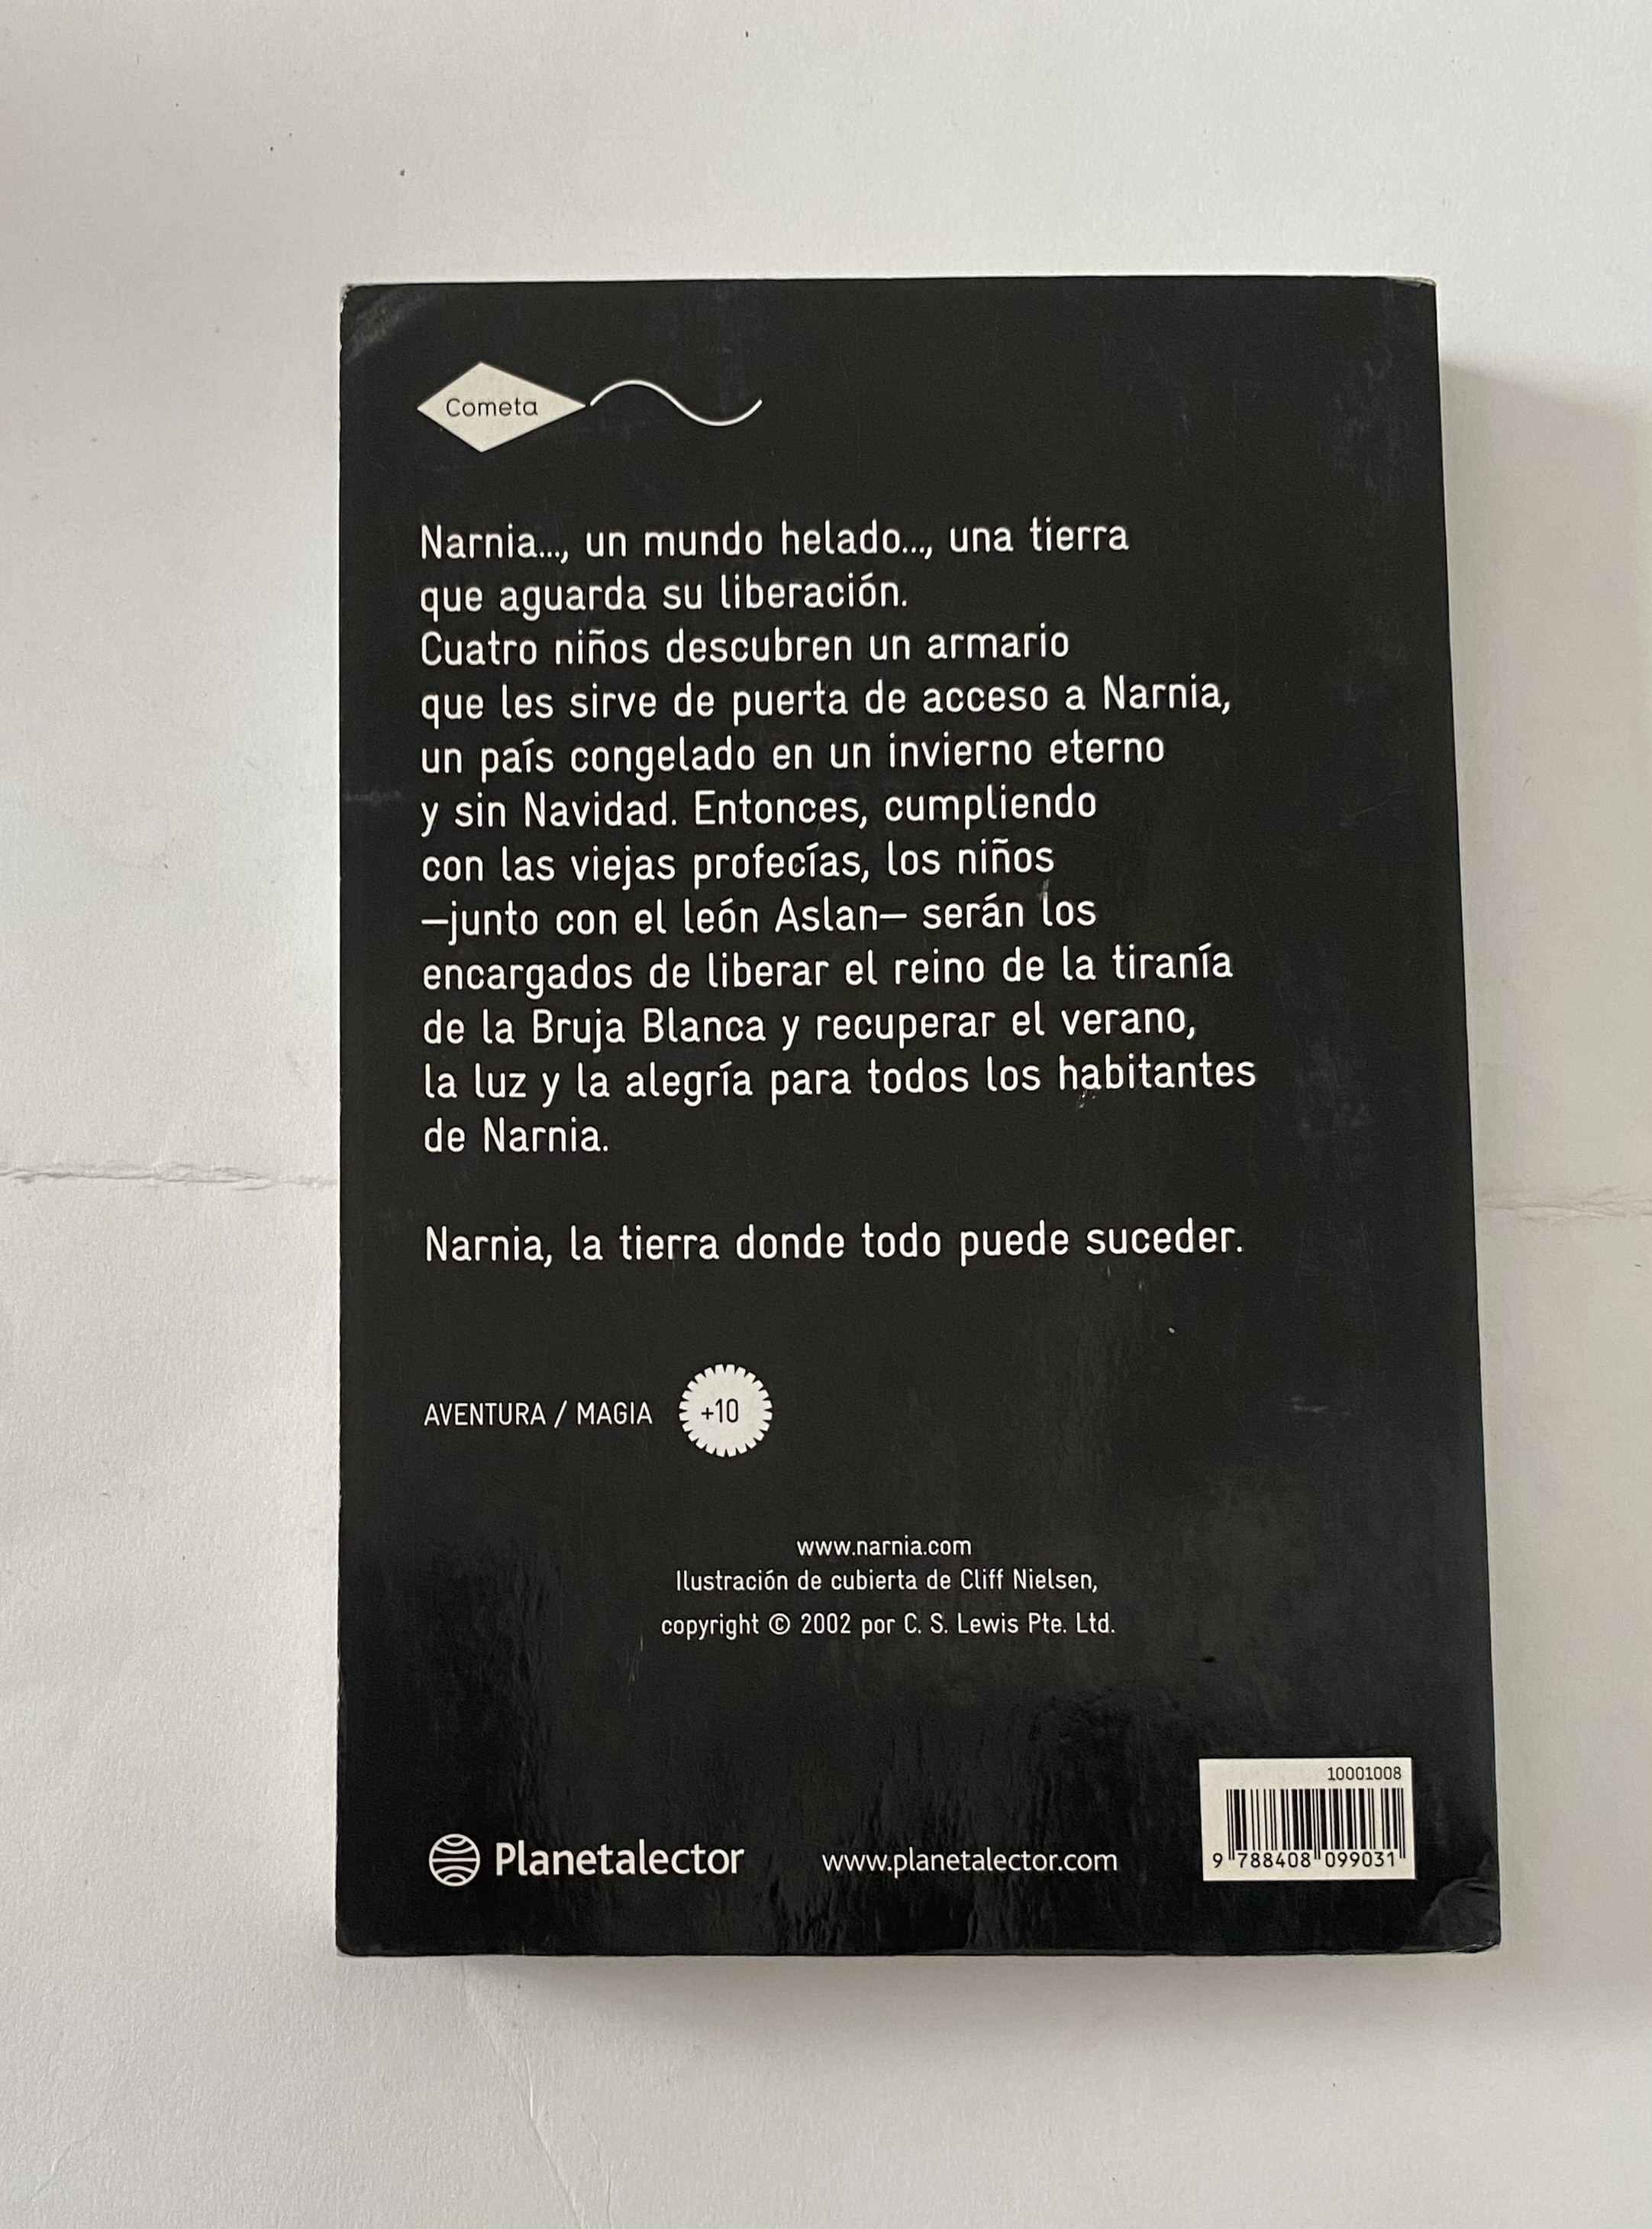 Cometa
Narnia..., un mundo helado..., una tierra
que aguarda su liberación.
Cuatro niños descubren un armario
que les sirve de puerta de acceso a Narnia,
un país congelado en un invierno eterno
y sin Navidad. Entonces, cumpliendo
con las viejas profecías, los niños
—junto con el león Aslan— serán los
encargados de liberar el reino de la tiranía
de la Bruja Blanca y recuperar el verano,
la luz y la alegría para todos los habitantes
de Narnia.
Narnia, la tierra donde todo puede suceder.
AVENTURA / MAGIA +10
www.narnia.com
Ilustración de cubierta de Cliff Nielsen,
copyright © 2002 por C. S. Lewis Pte. Ltd.
10001008
9 788408 099031
Planetalector www.planetalector.com